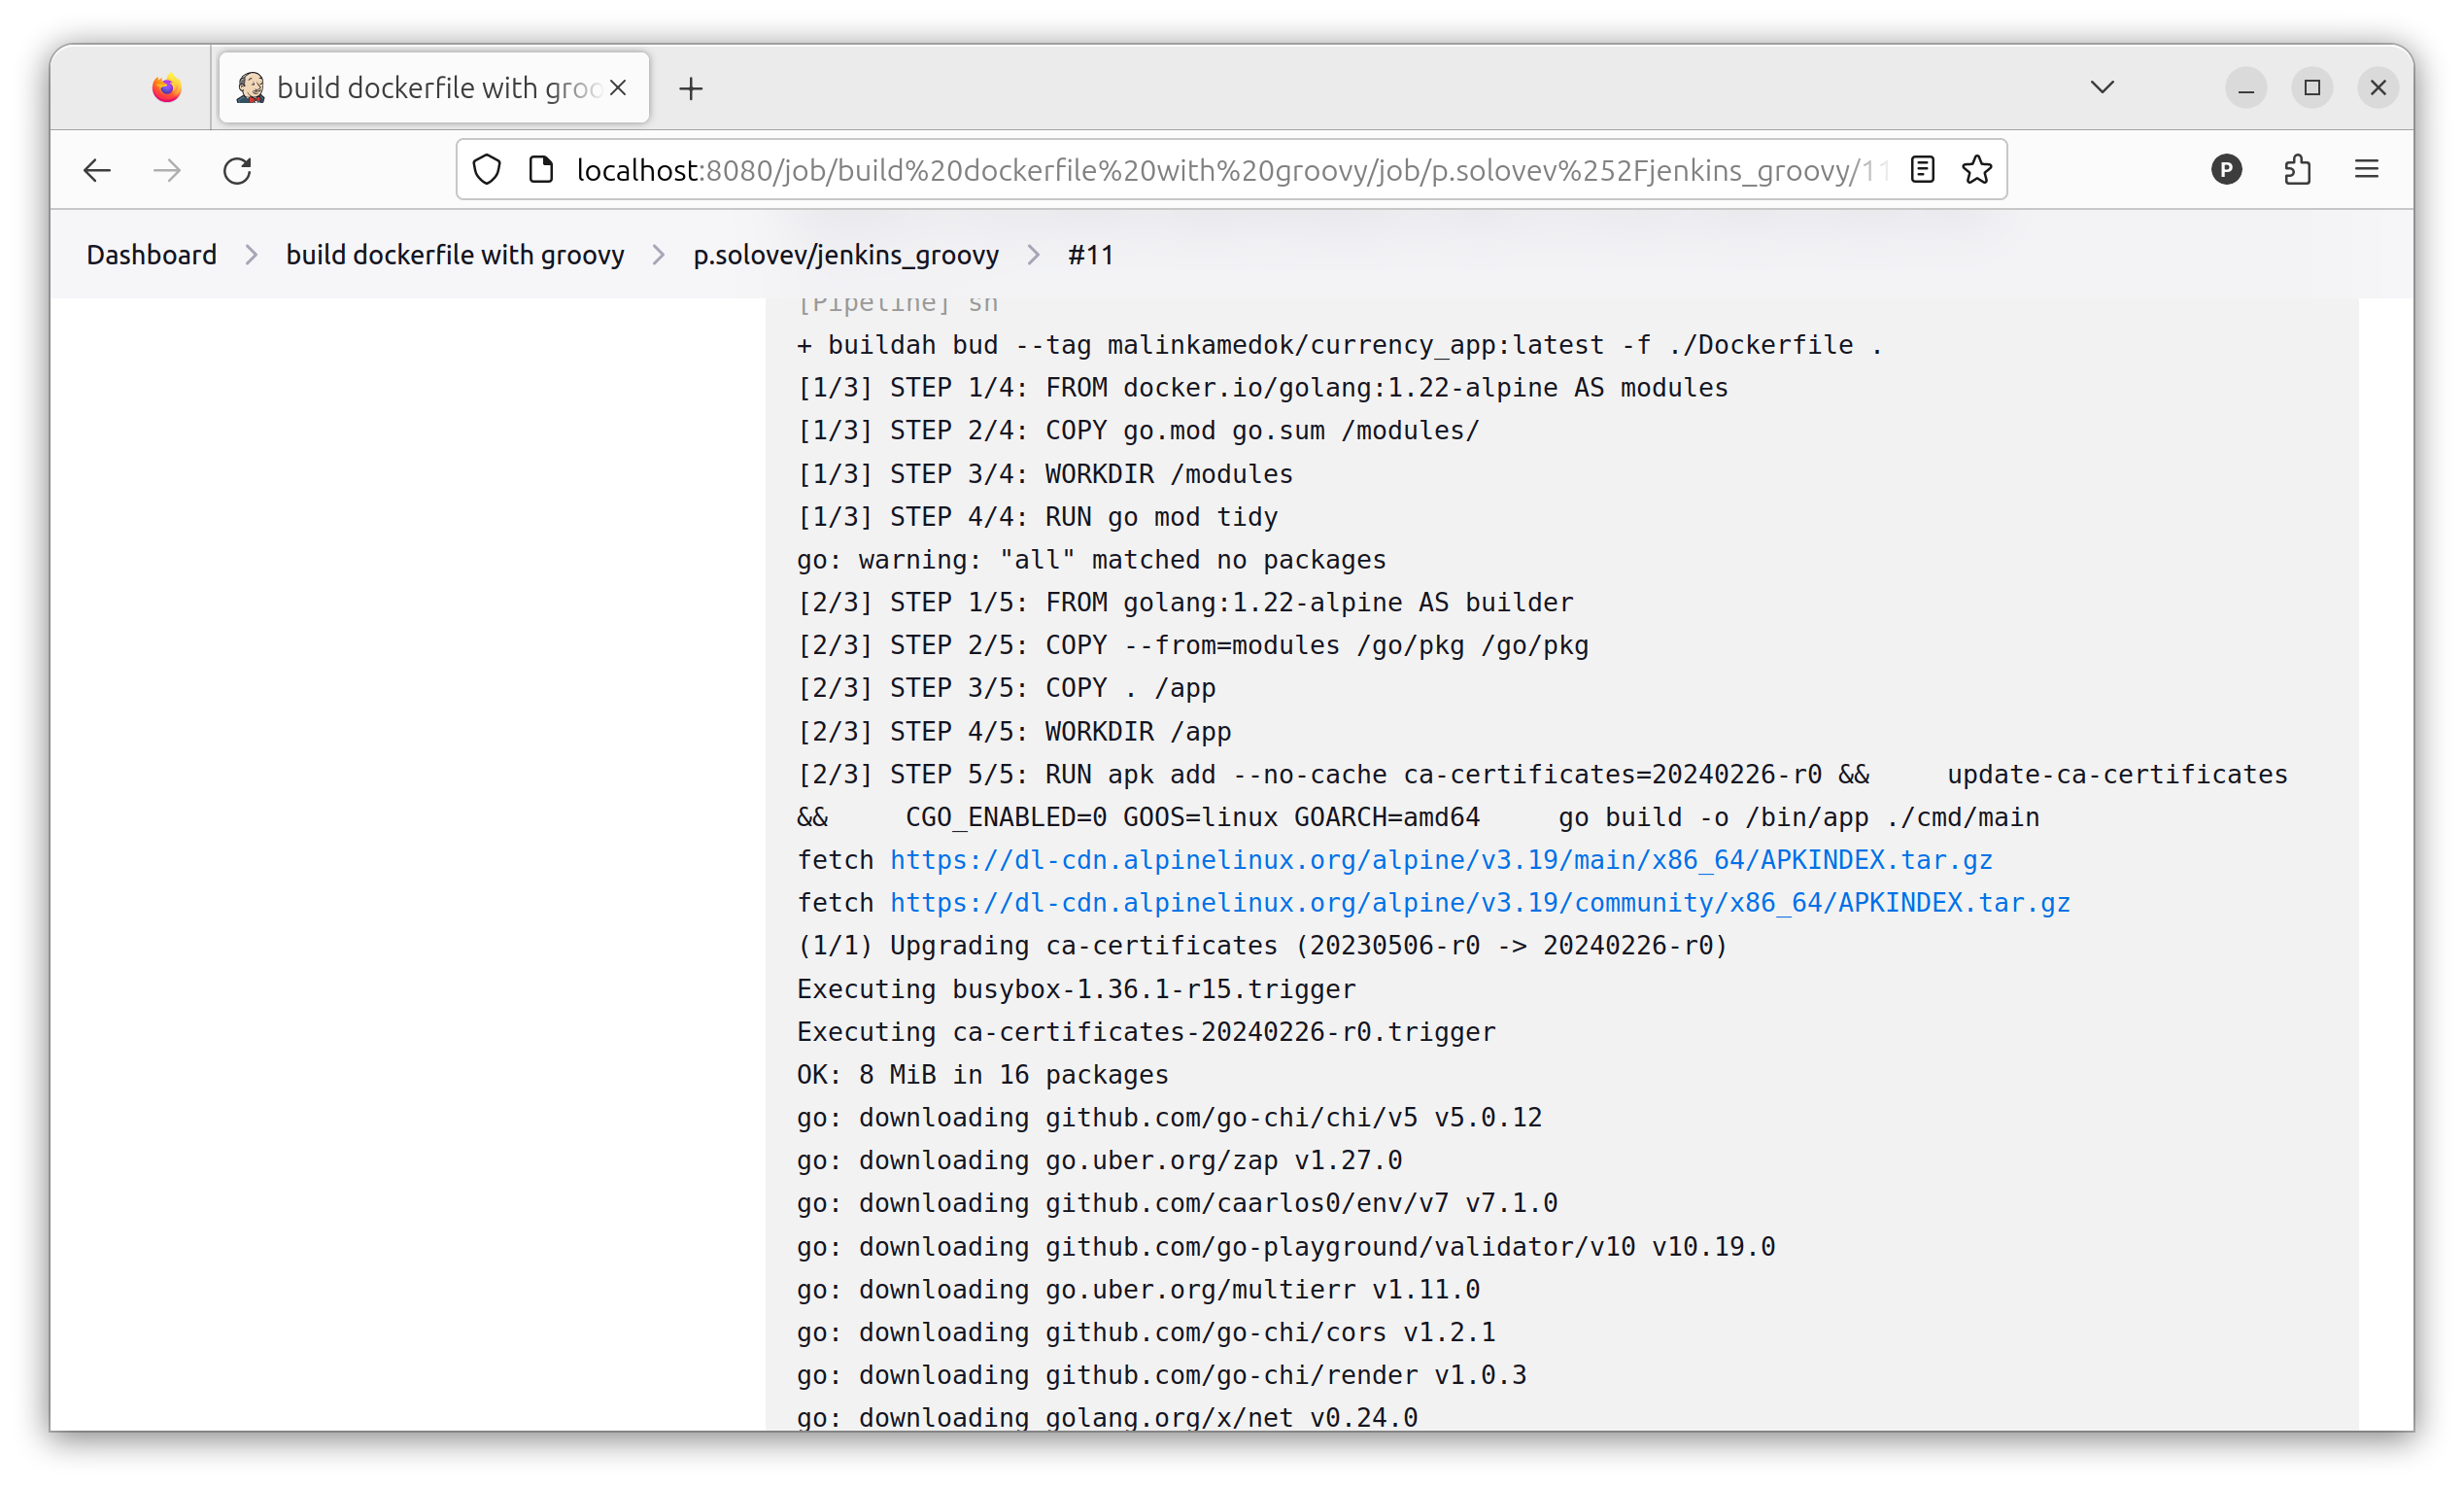 build dockerfile with groo
localhost:8080/job/build%20dockerfile%20with%20groovy/job/p.solovev%252Fjenkins_groovy/11
P
Dashboard > build dockerfile with groovy > p.solovev/jenkins_groovy > #11
[Pipeline] sh
+ buildah bud --tag malinkamedok/currency_app:latest -f ./Dockerfile .
[1/3] STEP 1/4: FROM docker.io/golang:1.22-alpine AS modules
[1/3] STEP 2/4: COPY go.mod go.sum /modules/
[1/3] STEP 3/4: WORKDIR /modules
[1/3] STEP 4/4: RUN go mod tidy
go: warning: "all" matched no packages
[2/3] STEP 1/5: FROM golang:1.22-alpine AS builder
[2/3] STEP 2/5: COPY --from=modules /go/pkg /go/pkg
[2/3] STEP 3/5: COPY . /app
[2/3] STEP 4/5: WORKDIR /app
[2/3] STEP 5/5: RUN apk add --no-cache ca-certificates=20240226-r0 &&     update-ca-certificates
&&     CGO_ENABLED=0 GOOS=linux GOARCH=amd64     go build -o /bin/app ./cmd/main
fetch https://dl-cdn.alpinelinux.org/alpine/v3.19/main/x86_64/APKINDEX.tar.gz
fetch https://dl-cdn.alpinelinux.org/alpine/v3.19/community/x86_64/APKINDEX.tar.gz
(1/1) Upgrading ca-certificates (20230506-r0 -> 20240226-r0)
Executing busybox-1.36.1-r15.trigger
Executing ca-certificates-20240226-r0.trigger
OK: 8 MiB in 16 packages
go: downloading github.com/go-chi/chi/v5 v5.0.12
go: downloading go.uber.org/zap v1.27.0
go: downloading github.com/caarlos0/env/v7 v7.1.0
go: downloading github.com/go-playground/validator/v10 v10.19.0
go: downloading go.uber.org/multierr v1.11.0
go: downloading github.com/go-chi/cors v1.2.1
go: downloading github.com/go-chi/render v1.0.3
go: downloading golang.org/x/net v0.24.0